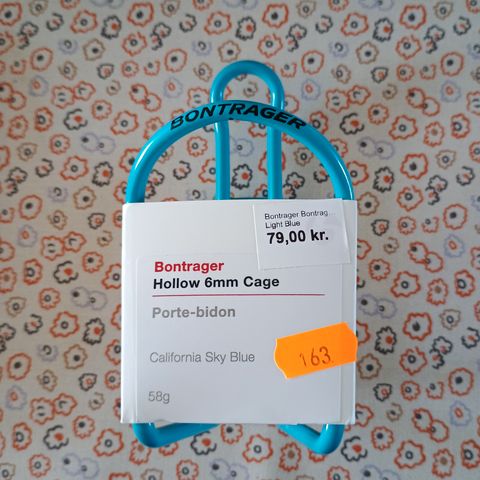 BONTRAGER
Bontrager Bontrag...
Light Blue
79,00 kr.
Bontrager
Hollow 6mm Cage
Porte-bidon
163
California Sky Blue
58g